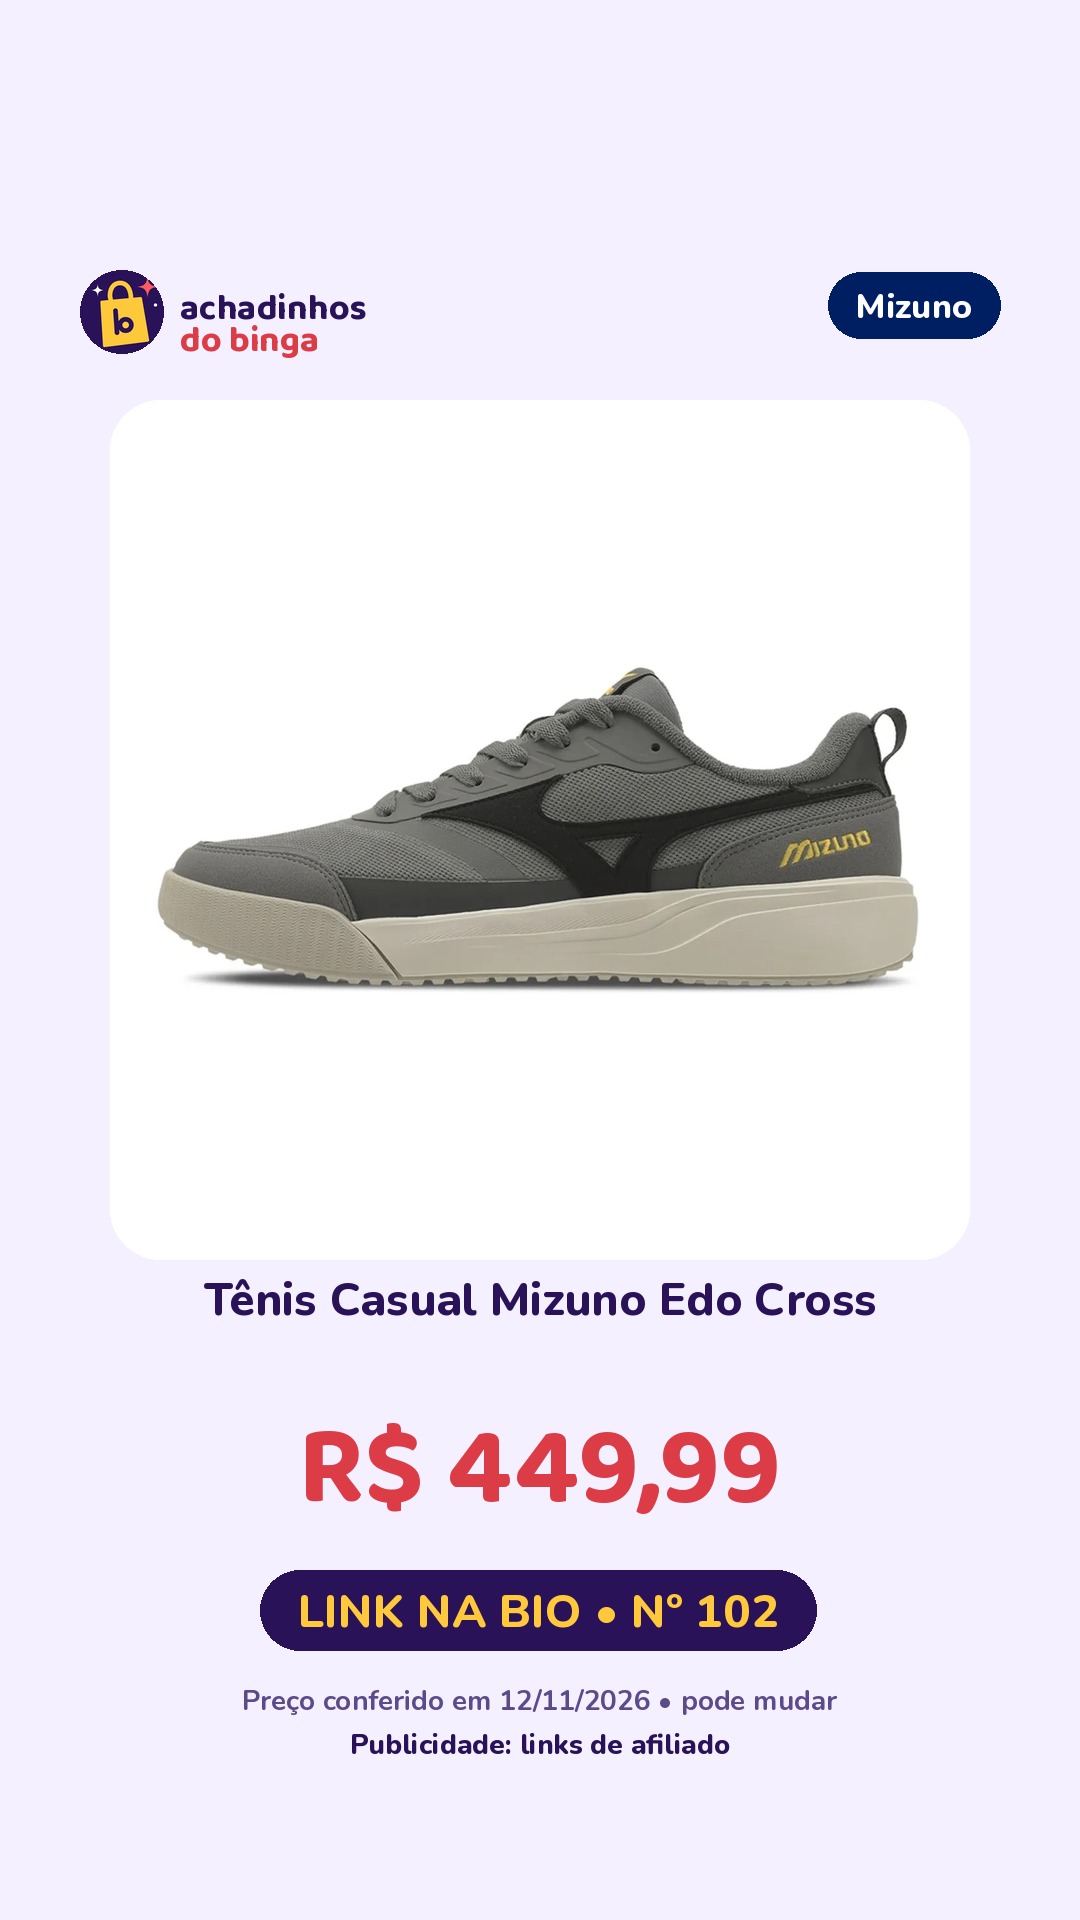 achadinhos
do binga
Mizuno
MIZUNO
Tênis Casual Mizuno Edo Cross
R$ 449,99
LINK NA BIO • Nº 102
Preço conferido em 12/11/2026 • pode mudar
Publicidade: links de afiliado